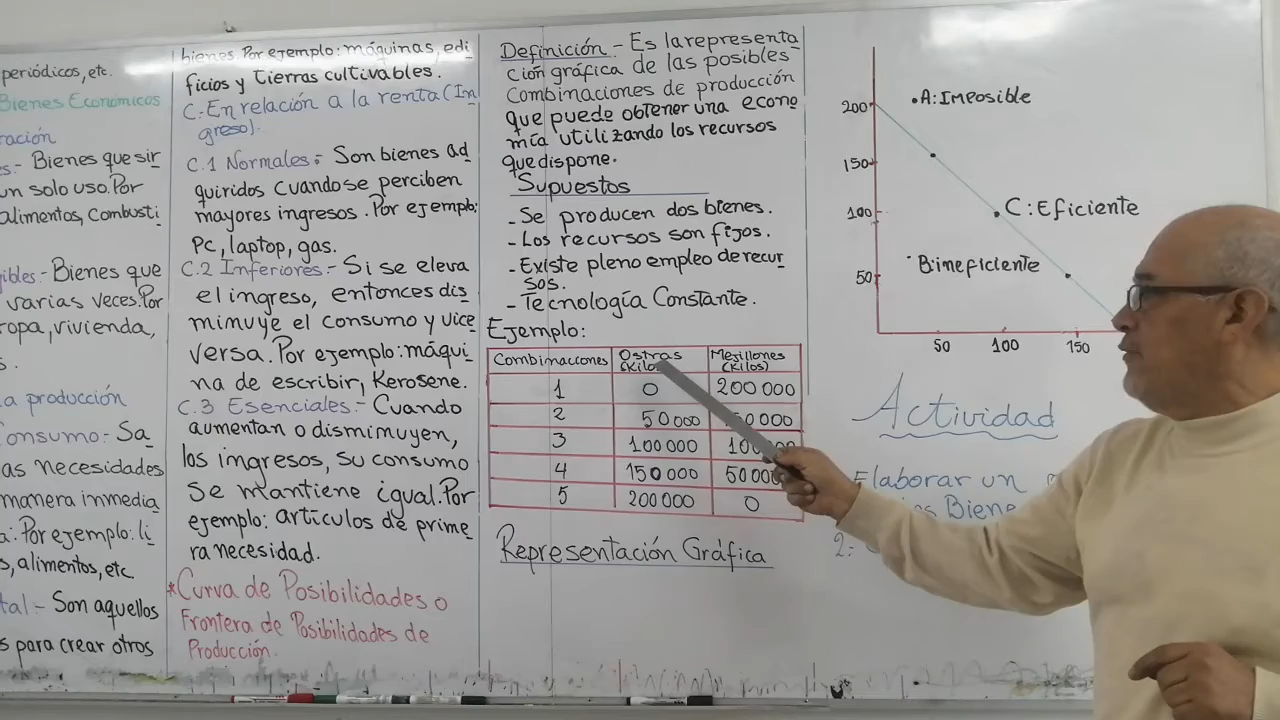 periódicos, etc.
Bienes Económicos
ración
s.- Bienes que sir
un solo uso. Por
alimentos, Combusti
ibles:- Bienes que
varias veces. Por
ropa, vivienda,
s.
a producción
Consumo:- Sa
as necesidades
manera inmedia
a. Por ejemplo: li
s, alimentos, etc
tal:- Son aquellos
s para crear otros
bienes. Por ejemplo: máquinas, edi
ficios y tierras cultivables.
C. En relación a la renta (In
greso).
C.1 Normales:- Son bienes ad
quiridos cuando se perciben
mayores ingresos. Por ejemplo:
PC, laptop, gas.
C.2 Inferiores:- Si se eleva
el ingreso, entonces dis
minuye el consumo y vice
versa. Por ejemplo: máqui
na de escribir, Kerosene.
C.3 Esenciales:- Cuando
aumentan o disminuyen,
los ingresos, su consumo
se mantiene igual. Por
ejemplo: artículos de prime
ra necesidad.
*Curva de Posibilidades o
Frontera de Posibilidades de
Producción.
Definición.- Es la representa
ción gráfica de las posibles
Combinaciones de producción
que puede obtener una econo
mía utilizando los recursos
que dispone.
Supuestos
- Se producen dos bienes.
- Los recursos son fijos.
- Existe pleno empleo de recur
sos.
- Tecnología Constante.
Ejemplo:
Combinaciones Ostras (Kilos Mejillones (Kilos)
1 0 200 000
2 50 000 50 000
3 100 000 100 000
4 150 000 50 000
5 200 000 0
Representación Gráfica
200 A: Imposible
150
100 C: Eficiente
50 B: ineficiente
50 100 150
Actividad
Elaborar un
Biene
2: